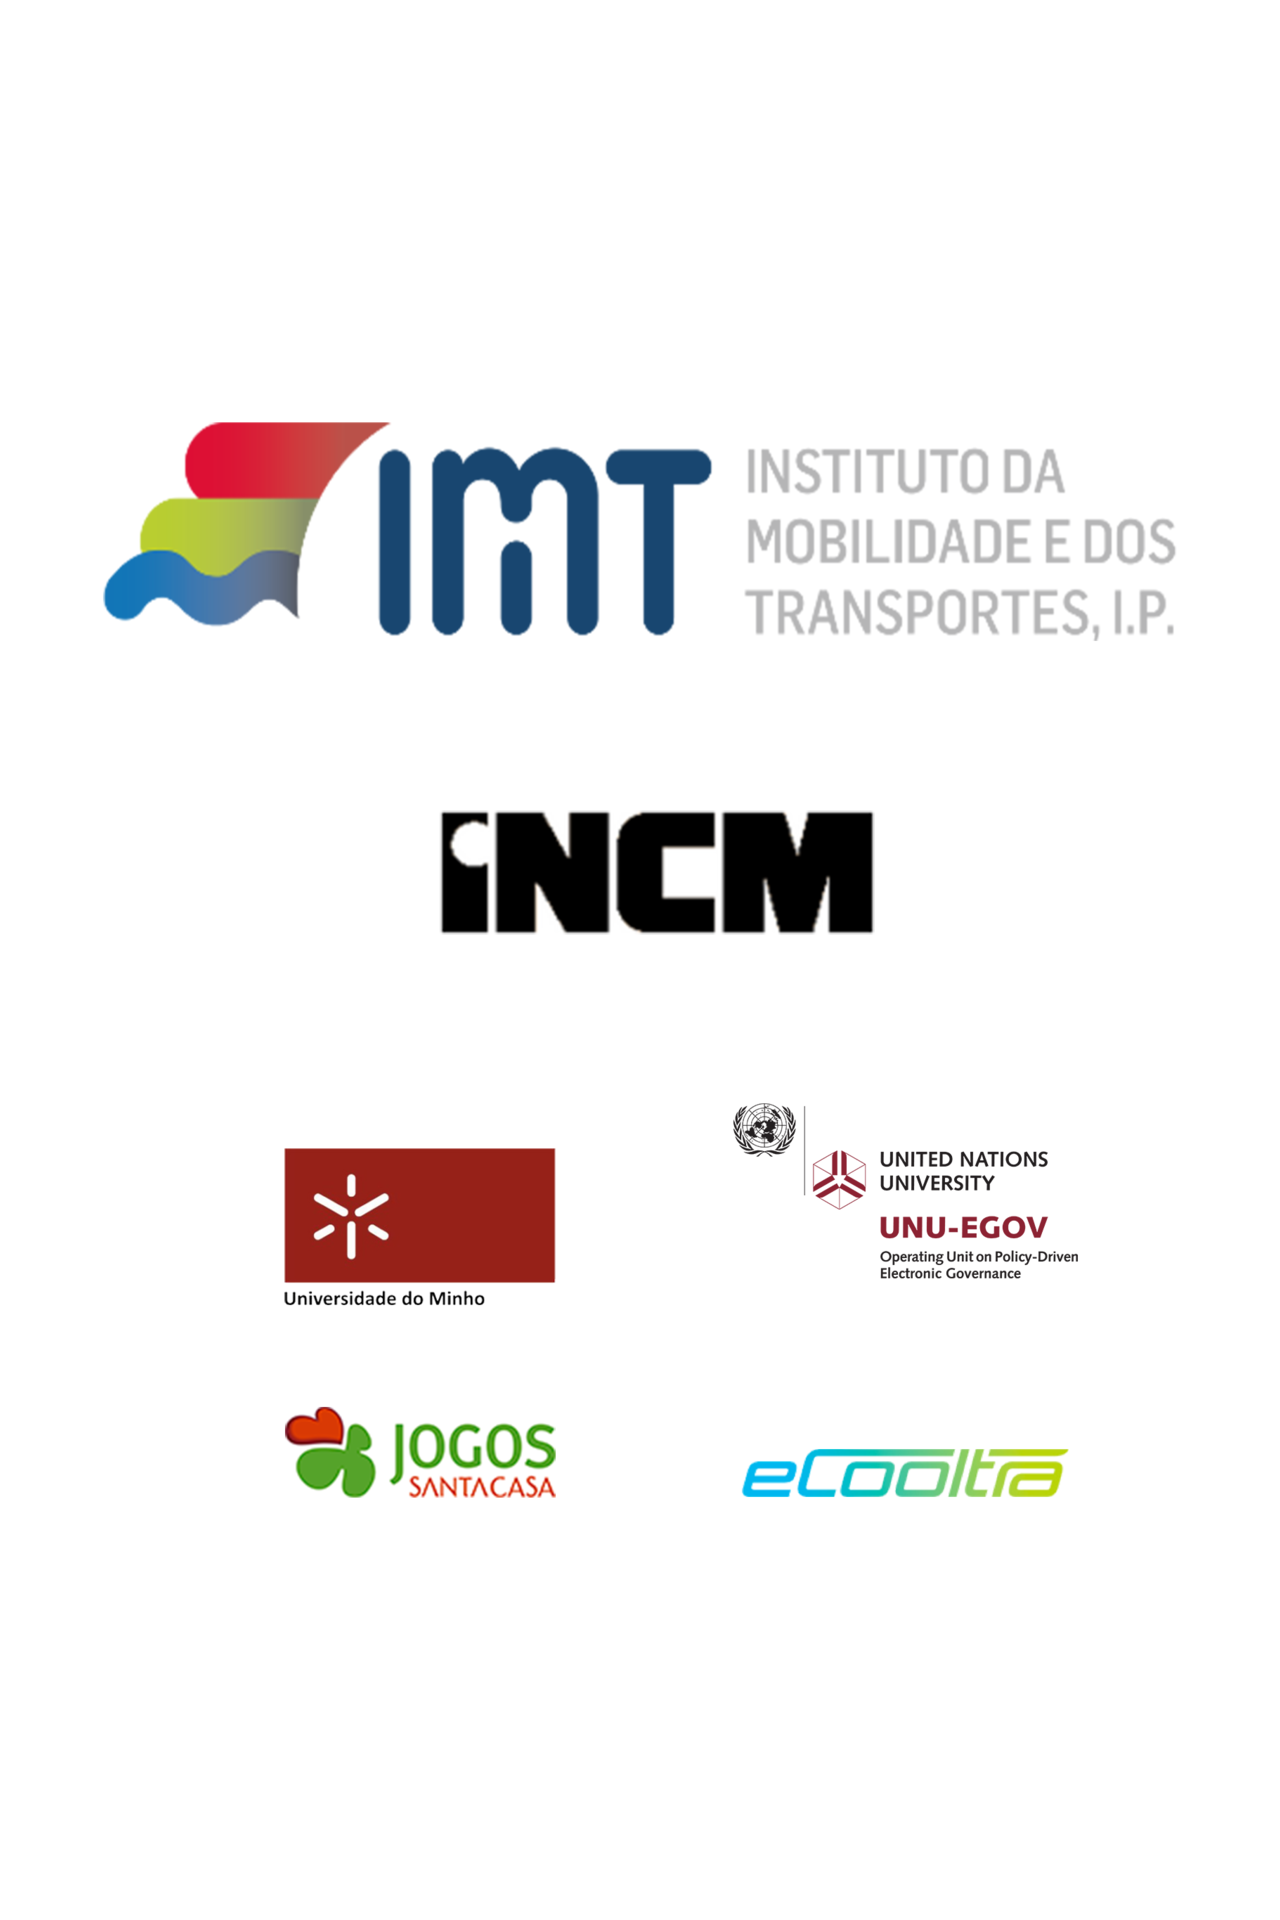 IMT
INSTITUTO DA
MOBILIDADE E DOS
TRANSPORTES, I.P.
iNCM
Universidade do Minho
UNITED NATIONS
UNIVERSITY
UNU-EGOV
Operating Unit on Policy-Driven
Electronic Governance
JOGOS
SANTACASA
eCooltra